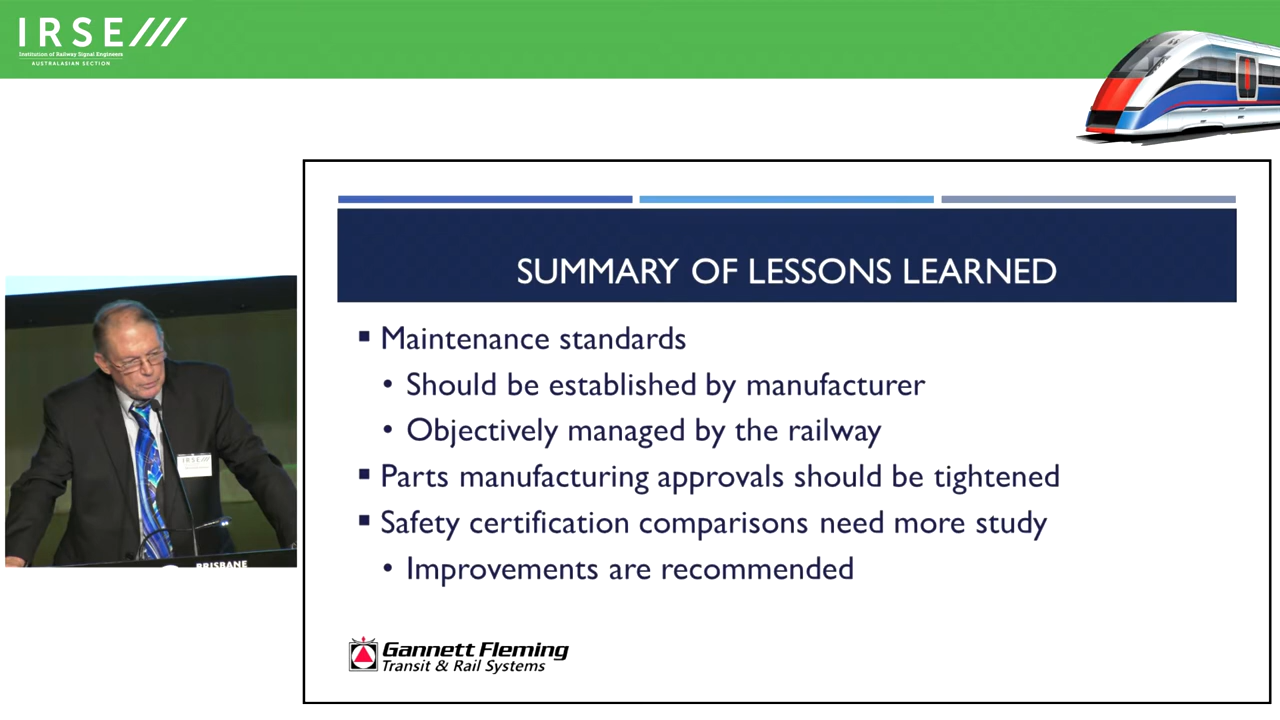 IRSE
Institution of Railway Signal Engineers
AUSTRALASIAN SECTION
SUMMARY OF LESSONS LEARNED
▪ Maintenance standards
• Should be established by manufacturer
• Objectively managed by the railway
▪ Parts manufacturing approvals should be tightened
▪ Safety certification comparisons need more study
• Improvements are recommended
IRSE
BRISBANE
Gannett Fleming
Transit & Rail Systems